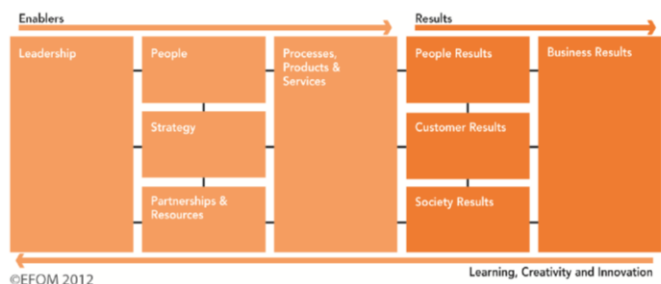 Enablers
Results
Leadership
People
Processes,
Products &
Services
People Results
Business Results
Strategy
Customer Results
Partnerships &
Resources
Society Results
Learning, Creativity and Innovation
©EFQM 2012